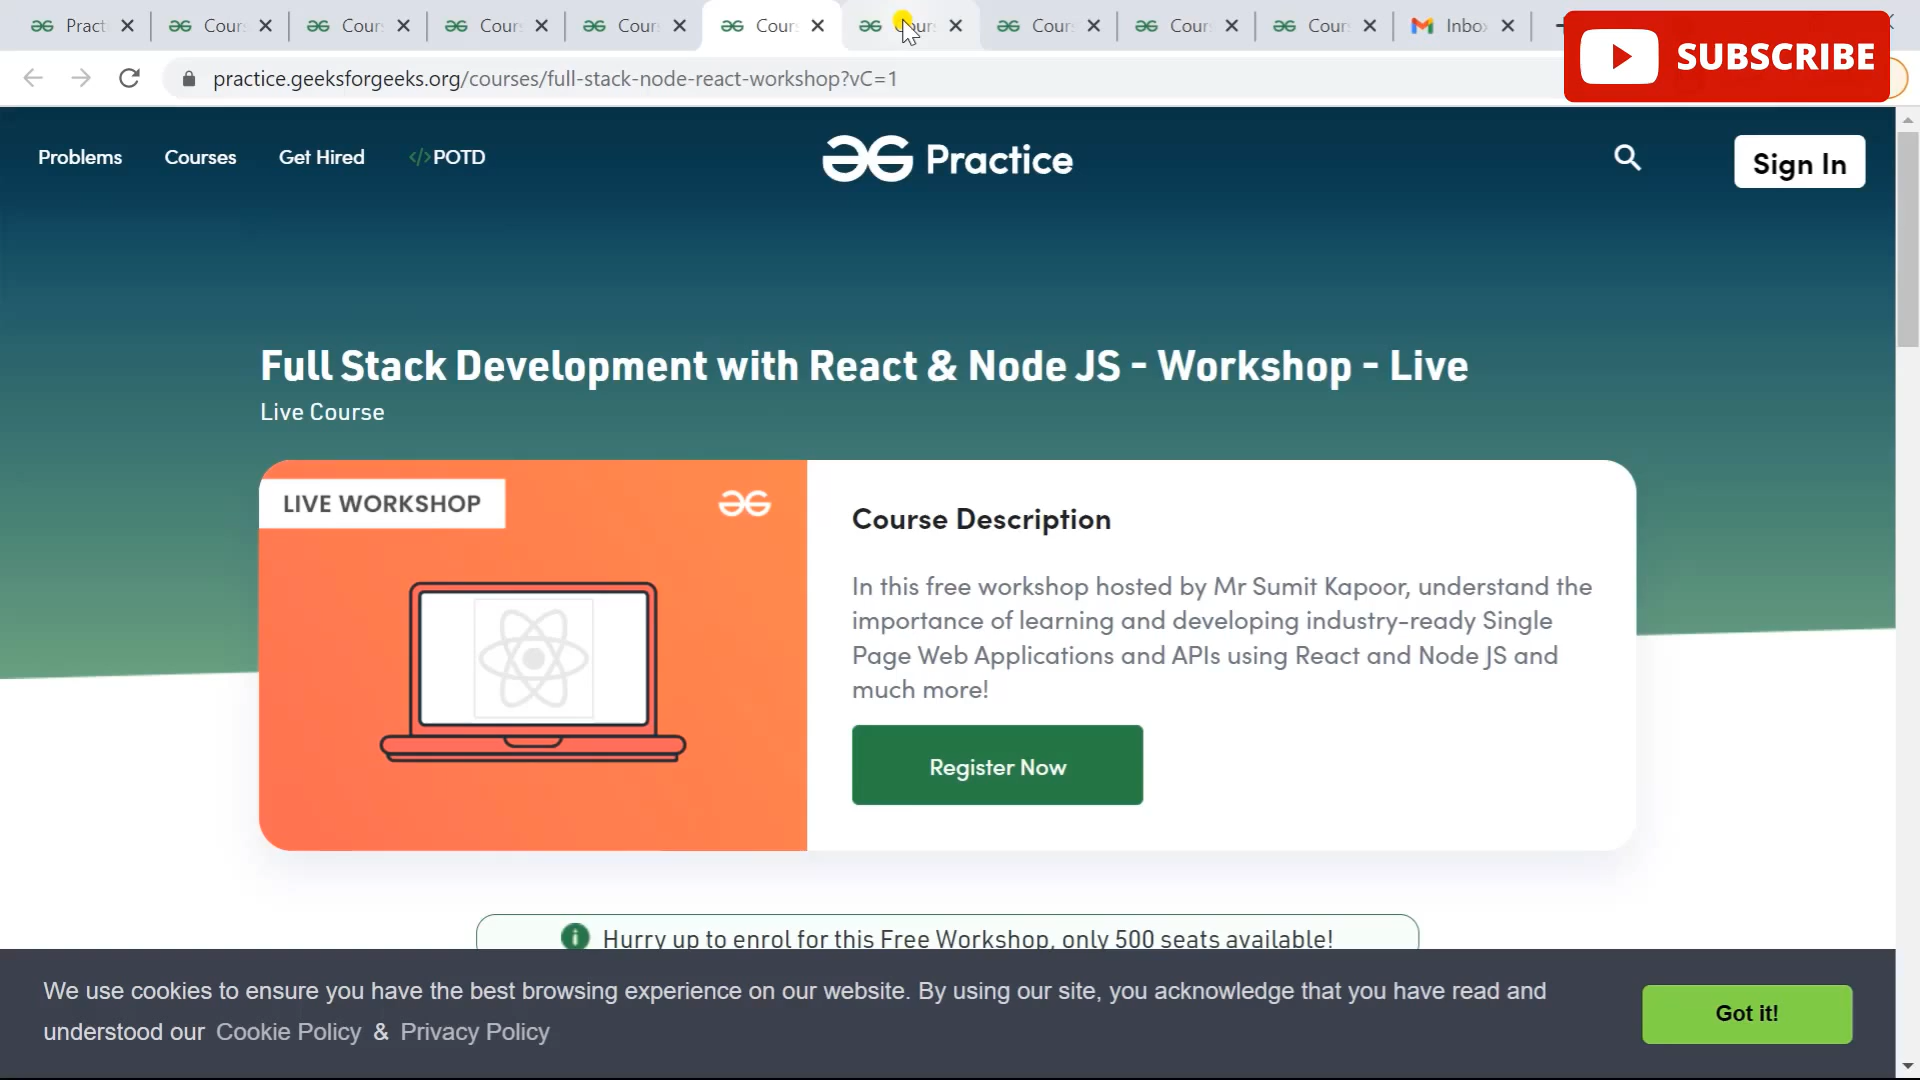 Pract Cour Cour Cour Cour Cour Cour Cour Cour Inbo
practice.geeksforgeeks.org/courses/full-stack-node-react-workshop?vC=1
SUBSCRIBE
Problems Courses Get Hired </>POTD Practice Sign In
Full Stack Development with React & Node JS - Workshop - Live
Live Course
LIVE WORKSHOP
Course Description
In this free workshop hosted by Mr Sumit Kapoor, understand the
importance of learning and developing industry-ready Single
Page Web Applications and APIs using React and Node JS and
much more!
Register Now
Hurry up to enrol for this Free Workshop, only 500 seats available!
We use cookies to ensure you have the best browsing experience on our website. By using our site, you acknowledge that you have read and
understood our Cookie Policy & Privacy Policy
Got it!